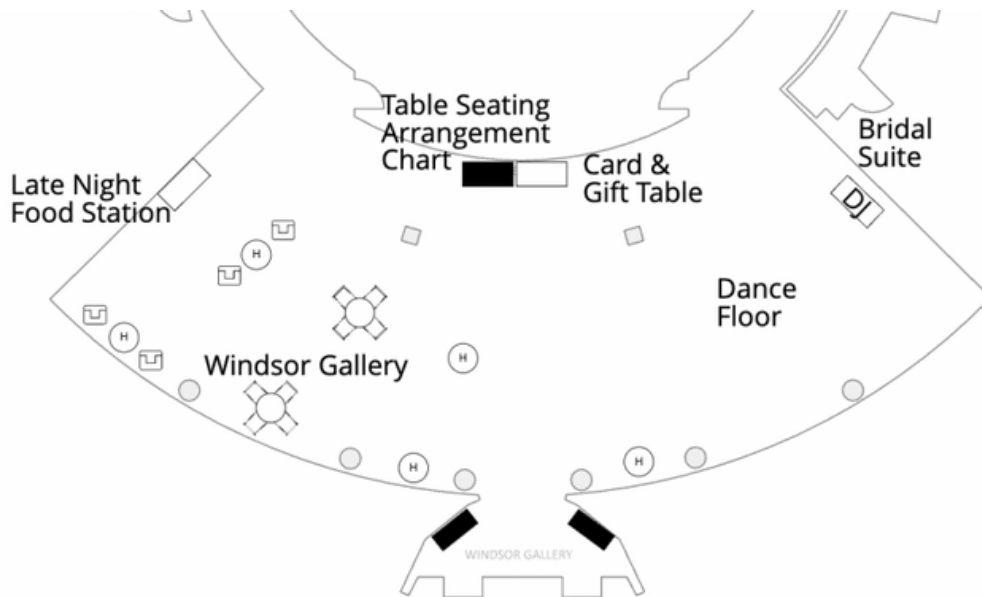 Table Seating
Arrangement
Chart
Card &
Gift Table
Bridal
Suite
Late Night
Food Station
DJ
H
H
Dance
Floor
Windsor Gallery
H
H
H
WINDSOR GALLERY